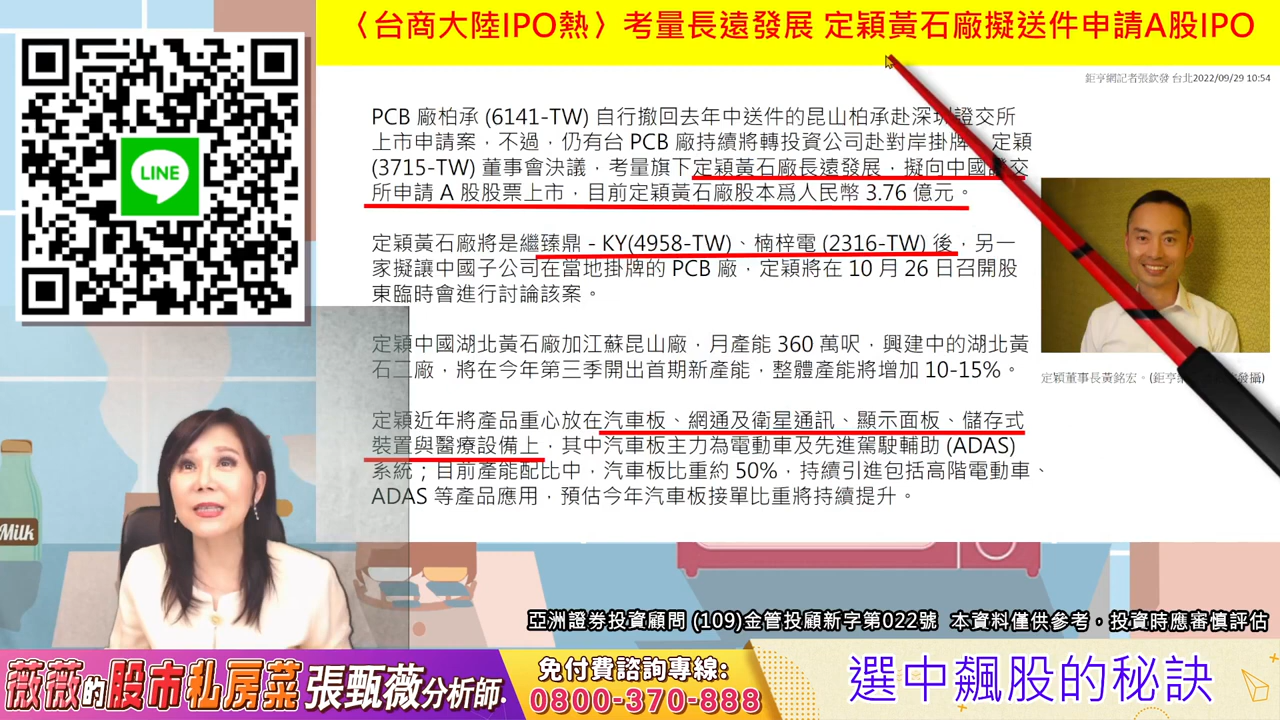 〈台商大陸IPO熱〉考量長遠發展 定穎黃石廠擬送件申請A股IPO
鉅亨網記者張欽發 台北2022/09/29 10:54
LINE
PCB 廠柏承 (6141-TW) 自行撤回去年中送件的昆山柏承赴深圳證交所
上市申請案，不過，仍有台 PCB 廠持續將轉投資公司赴對岸掛牌，定穎
(3715-TW) 董事會決議，考量旗下定穎黃石廠長遠發展，擬向中國證交
所申請 A 股股票上市，目前定穎黃石廠股本爲人民幣 3.76 億元。
定穎黃石廠將是繼臻鼎 - KY(4958-TW)、楠梓電 (2316-TW) 後，另一
家擬讓中國子公司在當地掛牌的 PCB 廠，定穎將在 10 月 26 日召開股
東臨時會進行討論該案。
定穎中國湖北黃石廠加江蘇昆山廠，月產能 360 萬呎，興建中的湖北黃
石二廠，將在今年第三季開出首期新產能，整體產能將增加 10-15%。
定穎董事長黃銘宏。(鉅亨網
發攝)
定穎近年將產品重心放在汽車板、網通及衛星通訊、顯示面板、儲存式
裝置與醫療設備上，其中汽車板主力為電動車及先進駕駛輔助 (ADAS)
系統；目前產能配比中，汽車板比重約 50%，持續引進包括高階電動車、
ADAS 等產品應用，預估今年汽車板接單比重將持續提升。
Milk
亞洲證券投資顧問 (109)金管投顧新字第022號 本資料僅供參考，投資時應審慎評估
薇薇的股市私房菜 張甄薇分析師.
免付費諮詢專線:
0800-370-888
選中飆股的秘訣